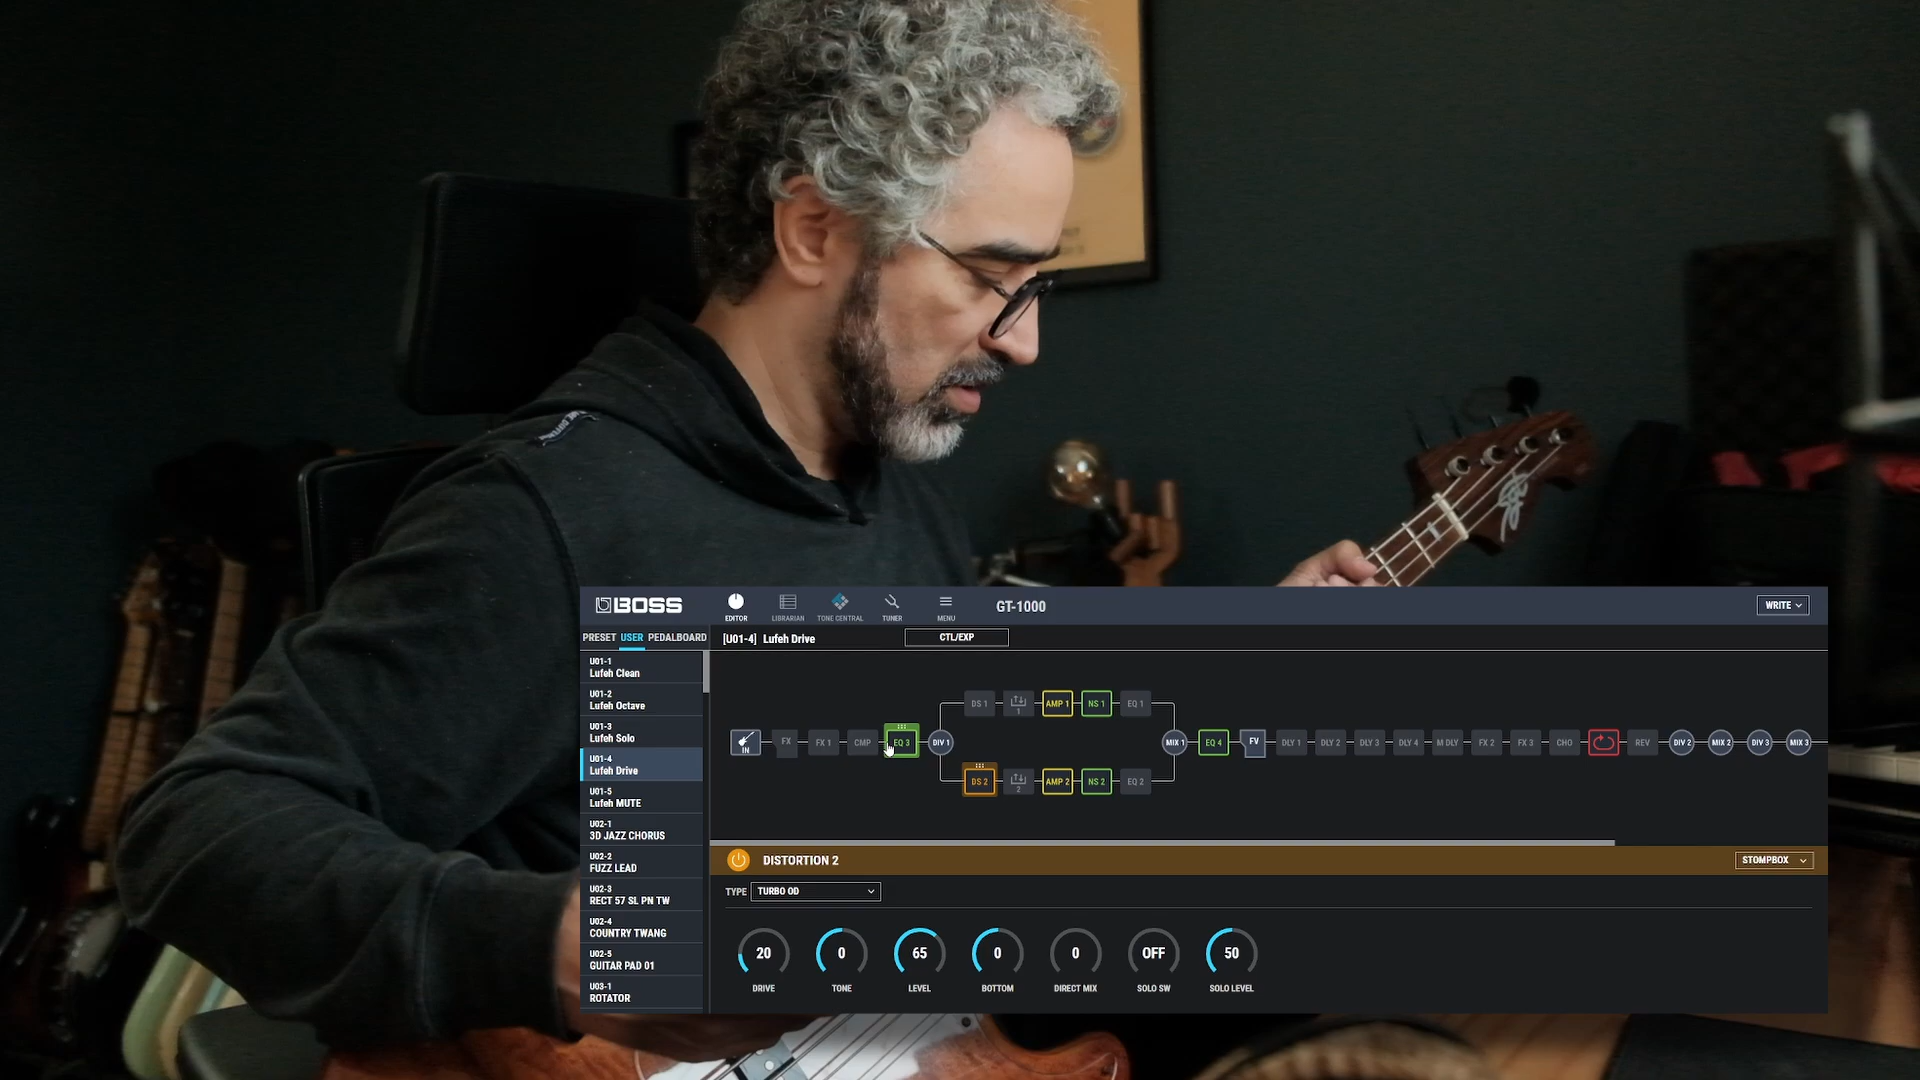 BOSS
EDITOR
LIBRARIAN
TONE CENTRAL
TUNER
MENU
GT-1000
WRITE
PRESET USER PEDALBOARD
[U01-4] Lufeh Drive
CTL/EXP
U01-1
Lufeh Clean
U01-2
Lufeh Octave
U01-3
Lufeh Solo
U01-4
Lufeh Drive
U01-5
Lufeh MUTE
U02-1
3D JAZZ CHORUS
U02-2
FUZZ LEAD
U02-3
RECT 57 SL PN TW
U02-4
COUNTRY TWANG
U02-5
GUITAR PAD 01
U03-1
ROTATOR
DS 1
1
AMP 1
NS 1
EQ 1
IN
FX
FX 1
CMP
EQ 3
DIV 1
MIX 1
EQ 4
FV
DLY 1
DLY 2
DLY 3
DLY 4
M DLY
FX 2
FX 3
CHO
REV
DIV 2
MIX 2
DIV 3
MIX 3
DS 2
2
AMP 2
NS 2
EQ 2
DISTORTION 2
STOMPBOX
TYPE TURBO OD
20
0
65
0
0
OFF
50
DRIVE
TONE
LEVEL
BOTTOM
DIRECT MIX
SOLO SW
SOLO LEVEL